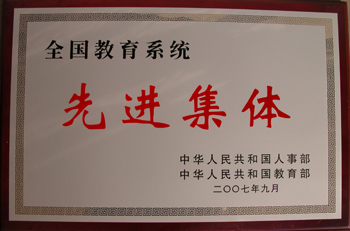 全国教育系统
先进集体
中华人民共和国人事部
中华人民共和国教育部
二〇〇七年九月